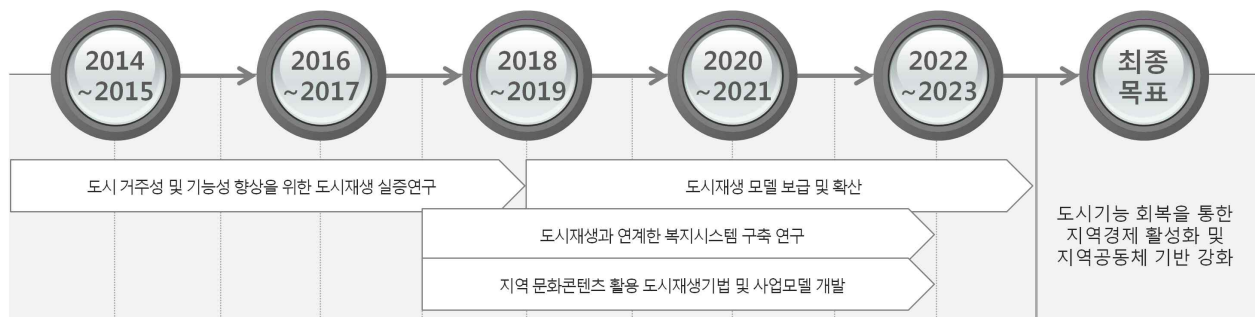 2014
~2015
2016
~2017
2018
~2019
2020
~2021
2022
~2023
최종
목표
도시 거주성 및 기능성 향상을 위한 도시재생 실증연구
도시재생 모델 보급 및 확산
도시재생과 연계한 복지시스템 구축 연구
지역 문화콘텐츠 활용 도시재생기법 및 사업모델 개발
도시기능 회복을 통한
지역경제 활성화 및
지역공동체 기반 강화